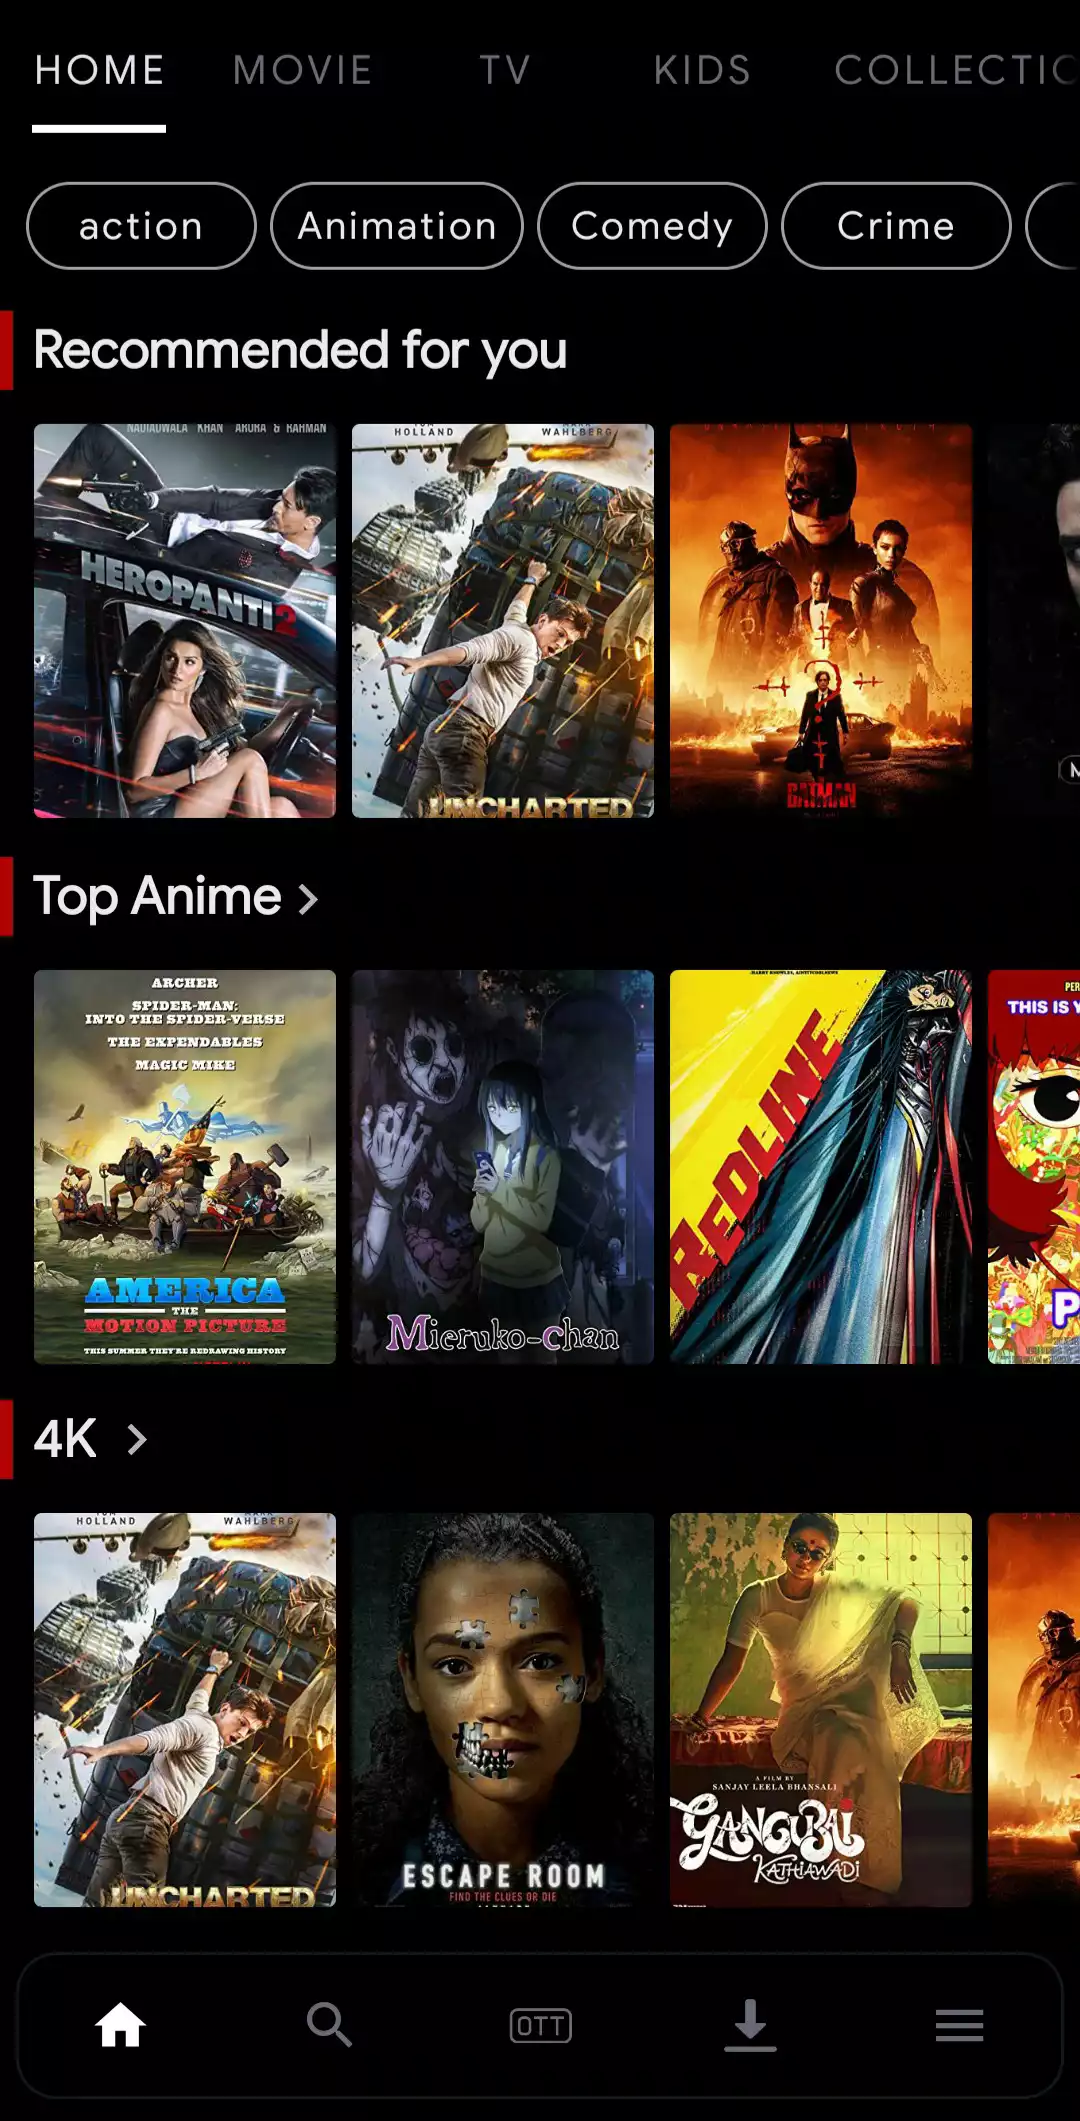 HOME MOVIE TV KIDS COLLECTIO
action Animation Comedy Crime
Recommended for you
NADIADWALA KHAN ARORA & RAHMAN
HEROPANTI 2
HOLLAND WAHLBERG
UNCHARTED
BATMAN
Top Anime
ARCHER
SPIDER-MAN:
INTO THE SPIDER-VERSE
THE EXPENDABLES
MAGIC MIKE
AMERICA
THE
MOTION PICTURE
THIS SUMMER THEY'RE REDRAWING HISTORY
Mieruko-chan
REDLINE
PER
THIS IS Y
P
4K
HOLLAND WAHLBERG
UNCHARTED
ESCAPE ROOM
FIND THE CLUES OR DIE
A FILM BY
SANJAY LEELA BHANSALI
GANGUBAI
KATHIAWADI
OTT